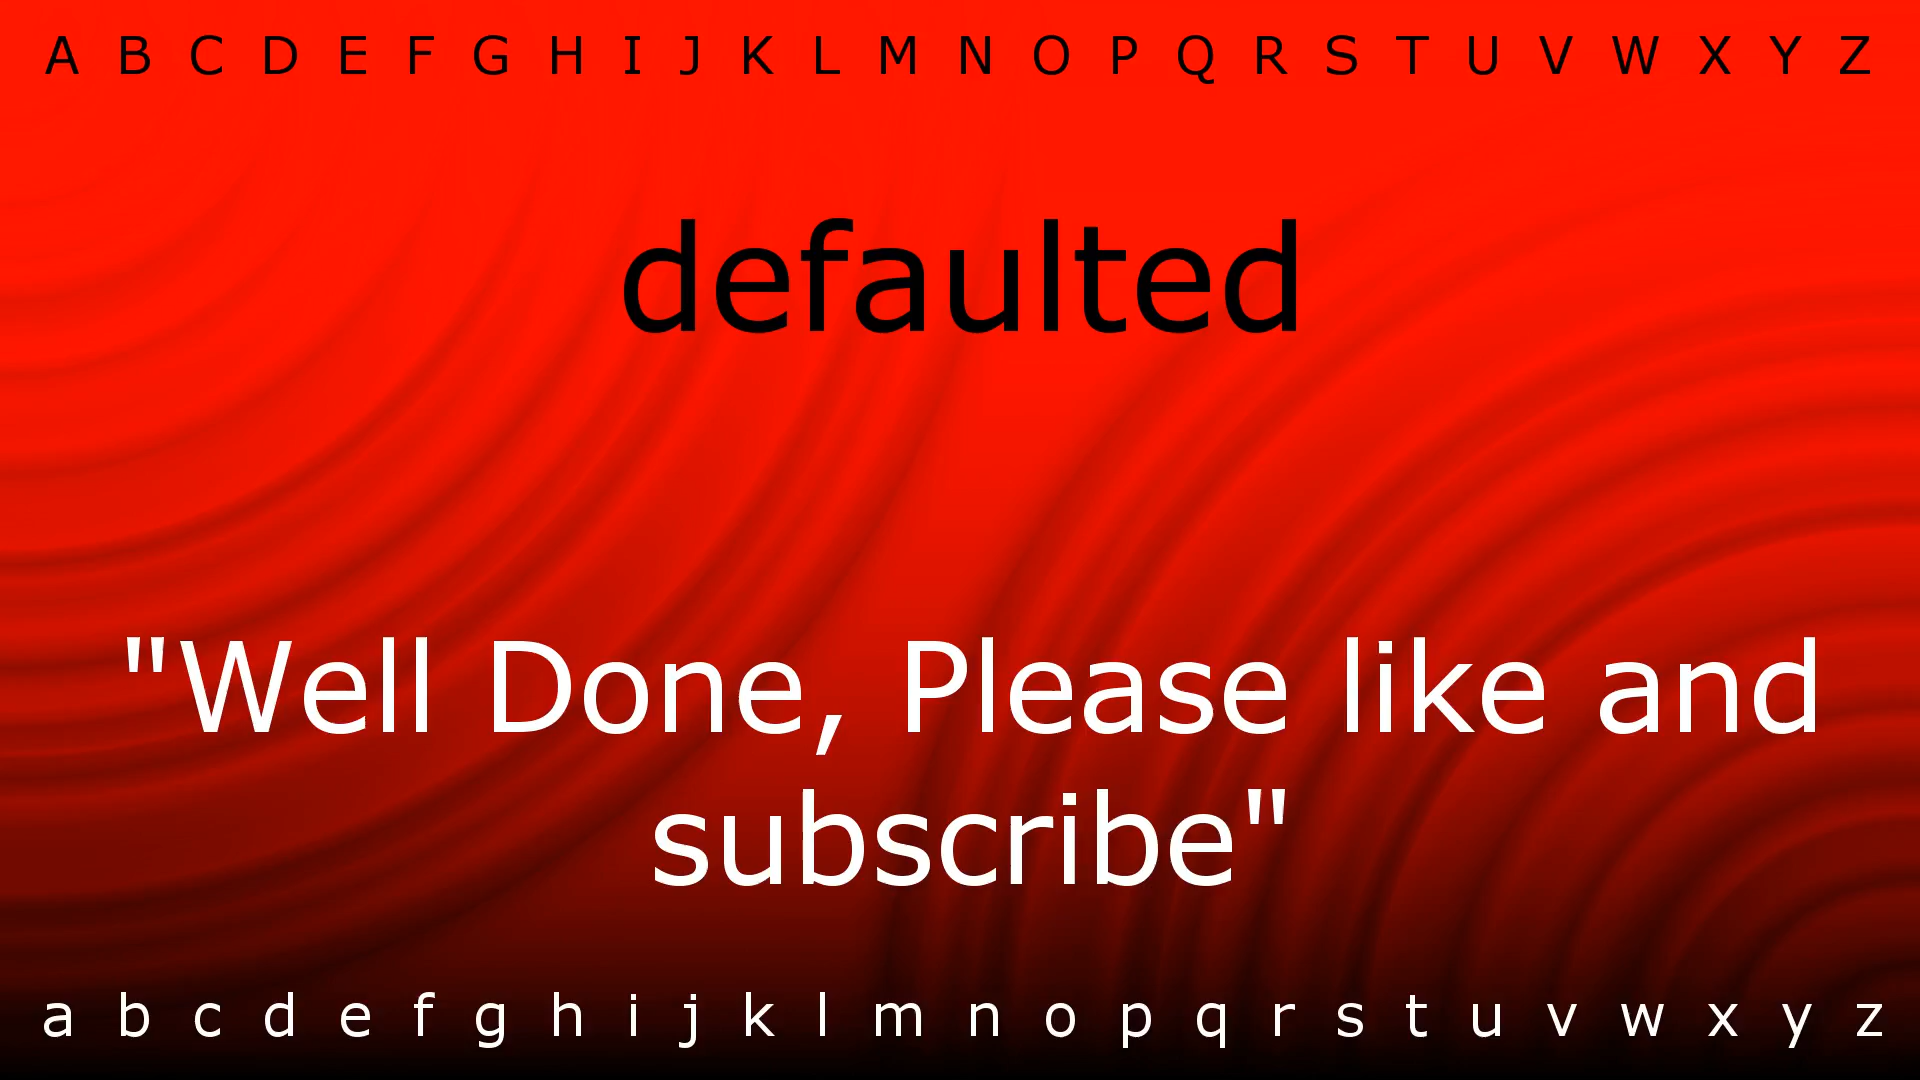 A B C D E F G H I J K L M N O P Q R S T U V W X Y Z
defaulted
"Well Done, Please like and
subscribe"
a b c d e f g h i j k l m n o p q r s t u v w x y z